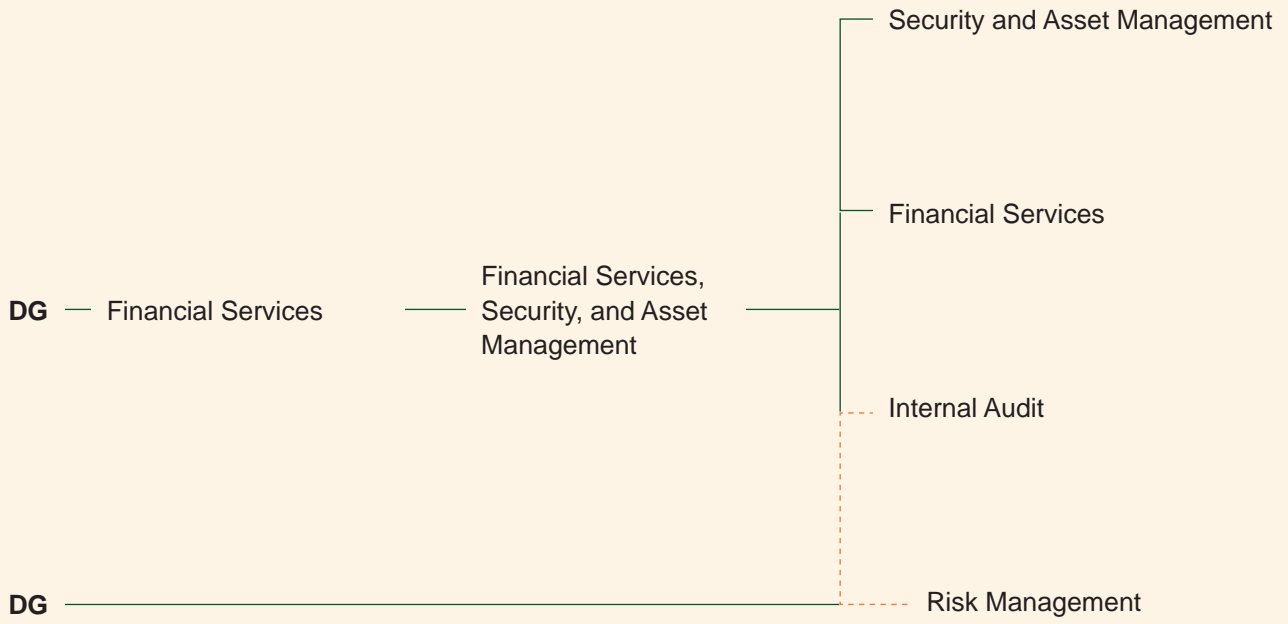 Security and Asset Management
Financial Services
DG
Financial Services
Financial Services,
Security, and Asset
Management
Internal Audit
DG
Risk Management